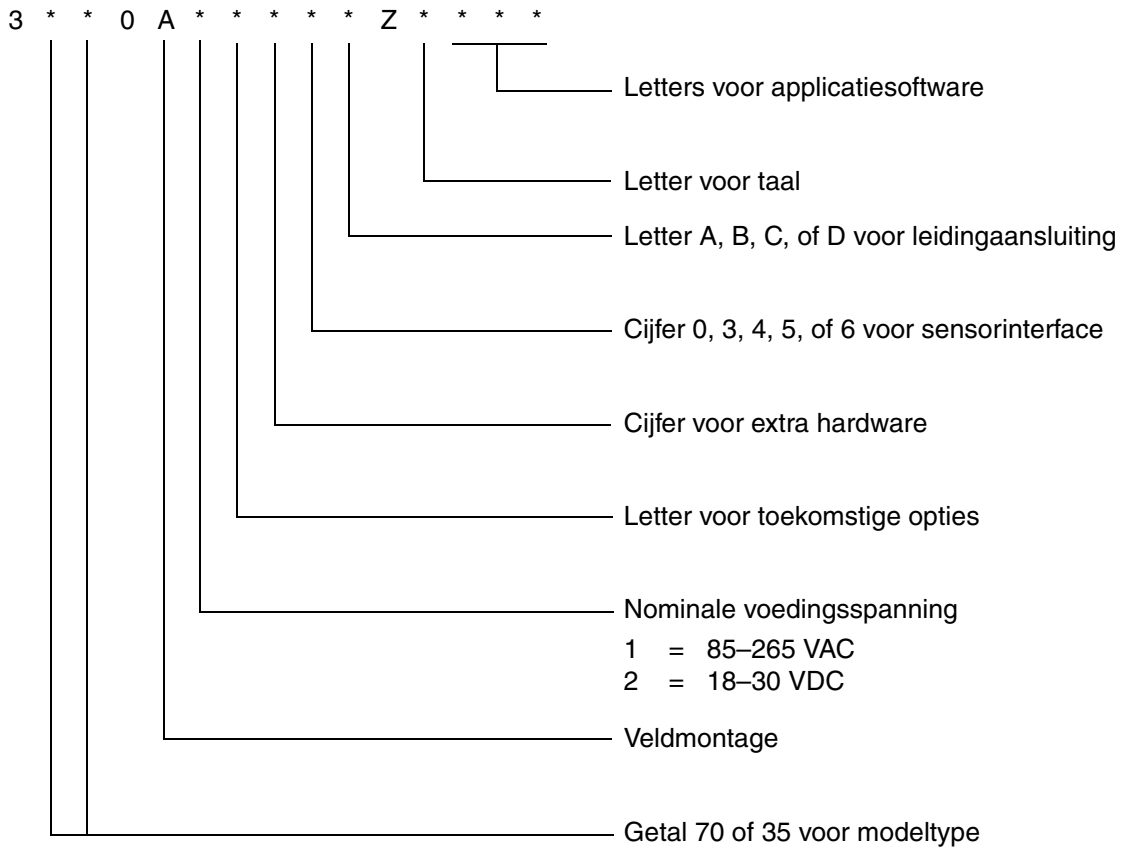 3 * * 0 A * * * * * Z * * * *
Letters voor applicatiesoftware
Letter voor taal
Letter A, B, C, of D voor leidingaansluiting
Cijfer 0, 3, 4, 5, of 6 voor sensorinterface
Cijfer voor extra hardware
Letter voor toekomstige opties
Nominale voedingsspanning
1 = 85–265 VAC
2 = 18–30 VDC
Veldmontage
Getal 70 of 35 voor modeltype